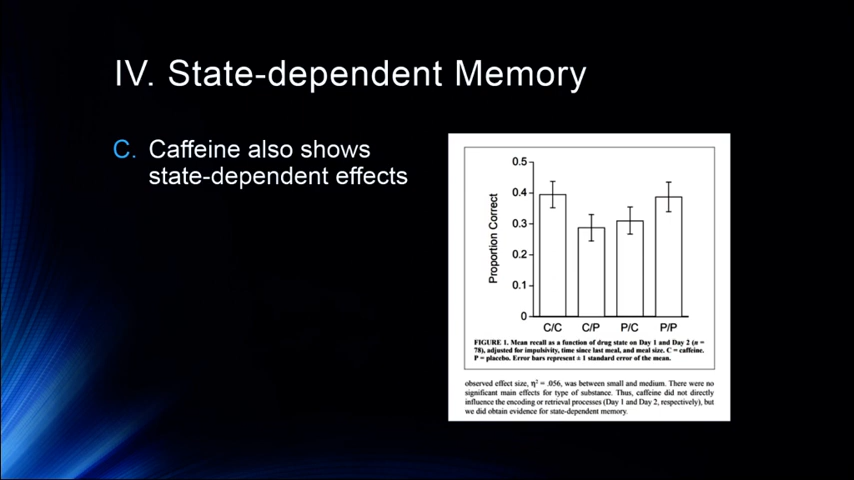 IV. State-dependent Memory
C. Caffeine also shows
state-dependent effects
0.5
0.4
0.3
0.2
0.1
0
Proportion Correct
C/C C/P P/C P/P
FIGURE 1. Mean recall as a function of drug state on Day 1 and Day 2 (n =
78), adjusted for impulsivity, time since last meal, and meal size. C = caffeine.
P = placebo. Error bars represent ± 1 standard error of the mean.
observed effect size, η² = .056, was between small and medium. There were no
significant main effects for type of substance. Thus, caffeine did not directly
influence the encoding or retrieval processes (Day 1 and Day 2, respectively), but
we did obtain evidence for state-dependent memory.